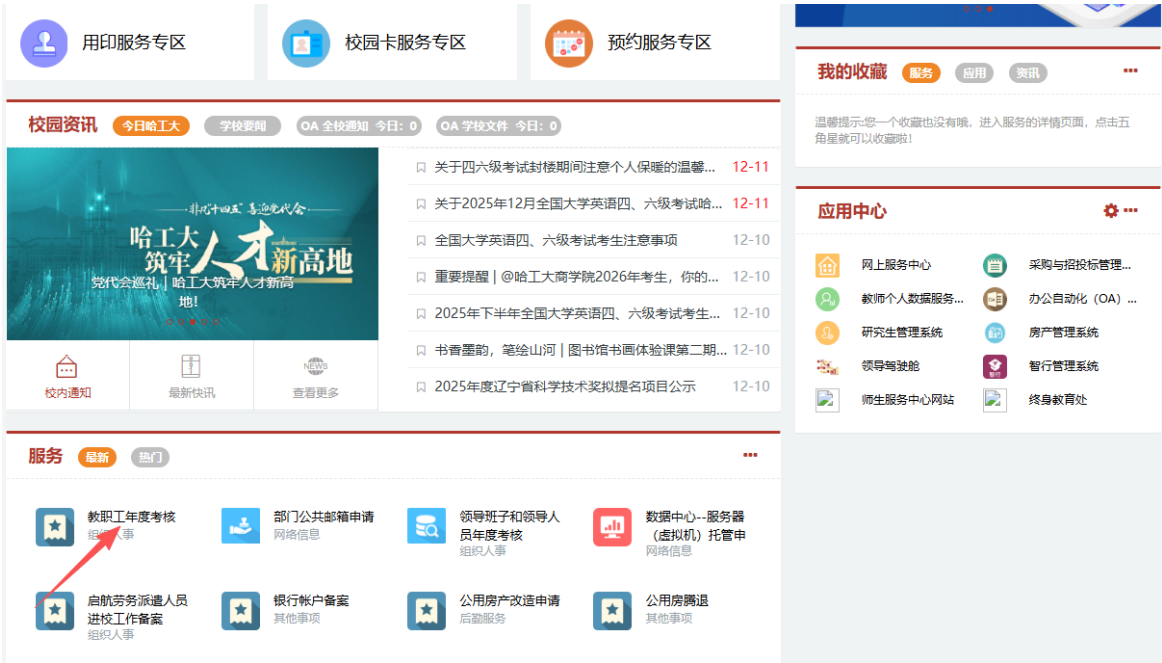 用印服务专区
校园卡服务专区
预约服务专区
校园资讯 今日哈工大 学校要闻 OA 全校通知 今日：0 OA 学校文件 今日：0
·非凡“十四五” 喜迎党代会·
哈工大
筑牢人才新高地
党代会巡礼 | 哈工大筑牢人才新高
地!
校内通知
最新快讯
NEWS
查看更多
关于四六级考试封楼期间注意个人保暖的温馨... 12-11
关于2025年12月全国大学英语四、六级考试哈... 12-11
全国大学英语四、六级考试考生注意事项 12-10
重要提醒 | @哈工大商学院2026年考生，你的... 12-10
2025年下半年全国大学英语四、六级考试考生... 12-10
书香墨韵，笔绘山河 | 图书馆书画体验课第二期... 12-10
2025年度辽宁省科学技术奖拟提名项目公示 12-10
服务 最新 热门
教职工年度考核
组织人事
部门公共邮箱申请
网络信息
领导班子和领导人
员年度考核
组织人事
数据中心--服务器
（虚拟机）托管申
网络信息
启航劳务派遣人员
进校工作备案
组织人事
银行帐户备案
其他事项
公用房产改造申请
后勤服务
公用房腾退
其他事项
我的收藏 服务 应用 资讯
温馨提示:您一个收藏也没有哦，进入服务的详情页面，点击五
角星就可以收藏啦！
应用中心
网上服务中心
采购与招投标管理...
教师个人数据服务...
办公自动化（OA）...
研究生管理系统
房产管理系统
领导驾驶舱
智行管理系统
师生服务中心网站
终身教育处